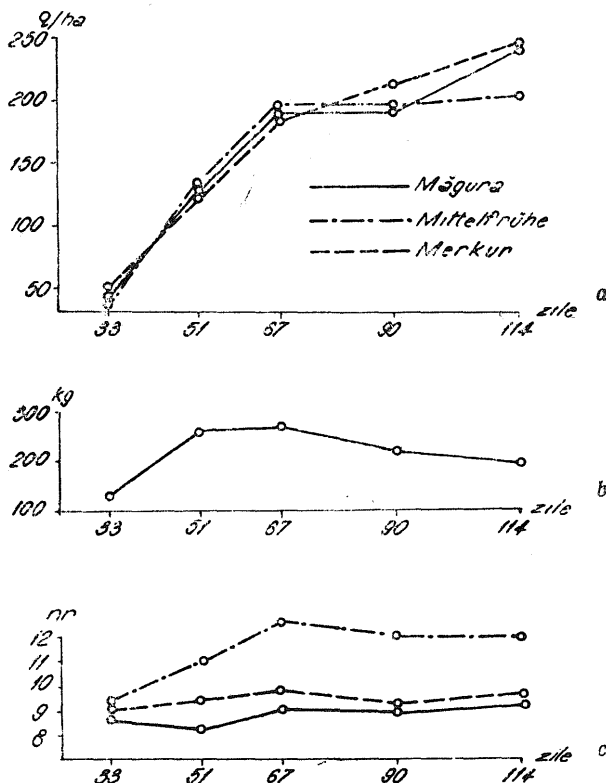 q/ha
250
200
150
100
50
Măgura
Mittelfrühe
Merkur
33 51 67 90 114 zile
a
kg
300
200
100
33 51 67 90 114 zile
b
nr
12
11
10
9
8
33 51 67 90 114 zile
c